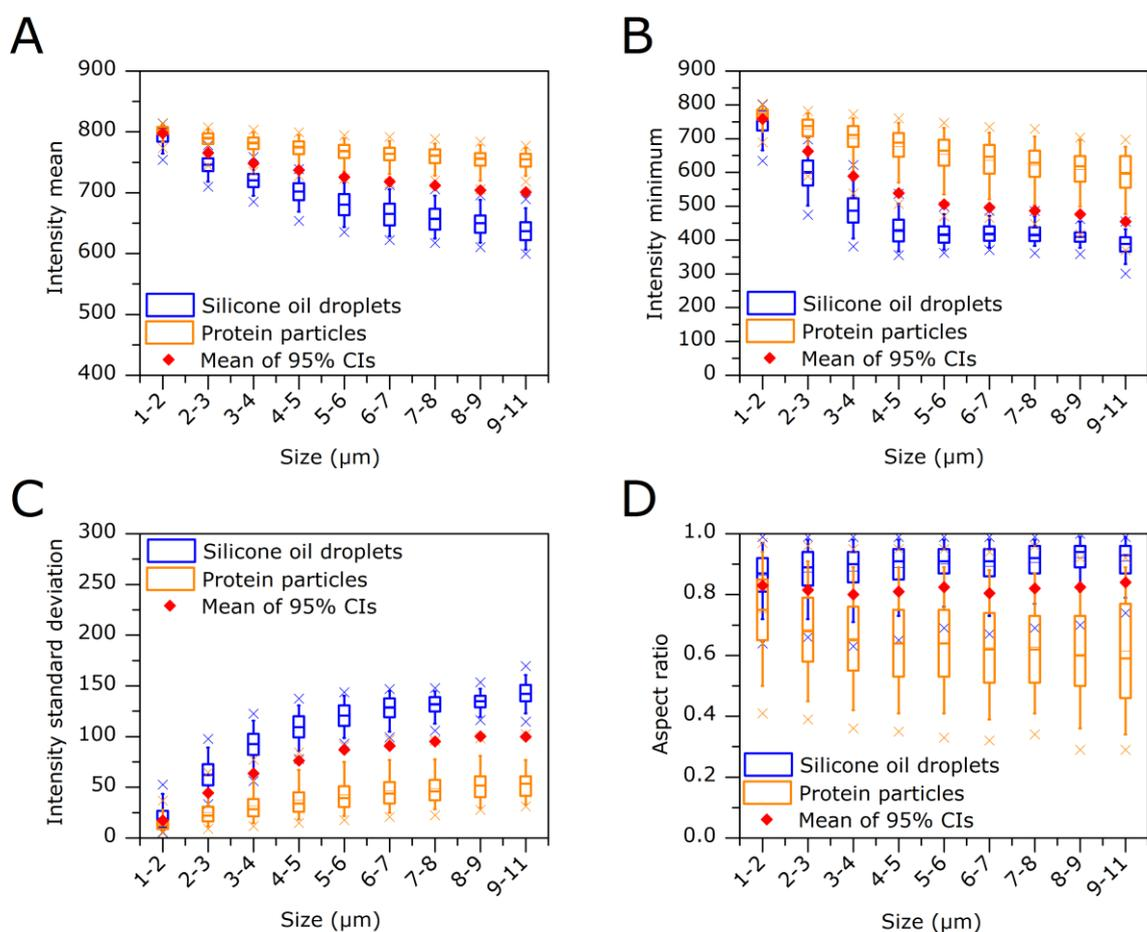 A
Intensity mean
900
800
700
600
500
400
Silicone oil droplets
Protein particles
Mean of 95% CIs
1-2
2-3
3-4
4-5
5-6
6-7
7-8
8-9
9-11
Size (µm)
B
Intensity minimum
900
800
700
600
500
400
300
200
100
0
Silicone oil droplets
Protein particles
Mean of 95% CIs
1-2
2-3
3-4
4-5
5-6
6-7
7-8
8-9
9-11
Size (µm)
C
Intensity standard deviation
300
250
200
150
100
50
0
Silicone oil droplets
Protein particles
Mean of 95% CIs
1-2
2-3
3-4
4-5
5-6
6-7
7-8
8-9
9-11
Size (µm)
D
Aspect ratio
1.0
0.8
0.6
0.4
0.2
0.0
Silicone oil droplets
Protein particles
Mean of 95% CIs
1-2
2-3
3-4
4-5
5-6
6-7
7-8
8-9
9-11
Size (µm)